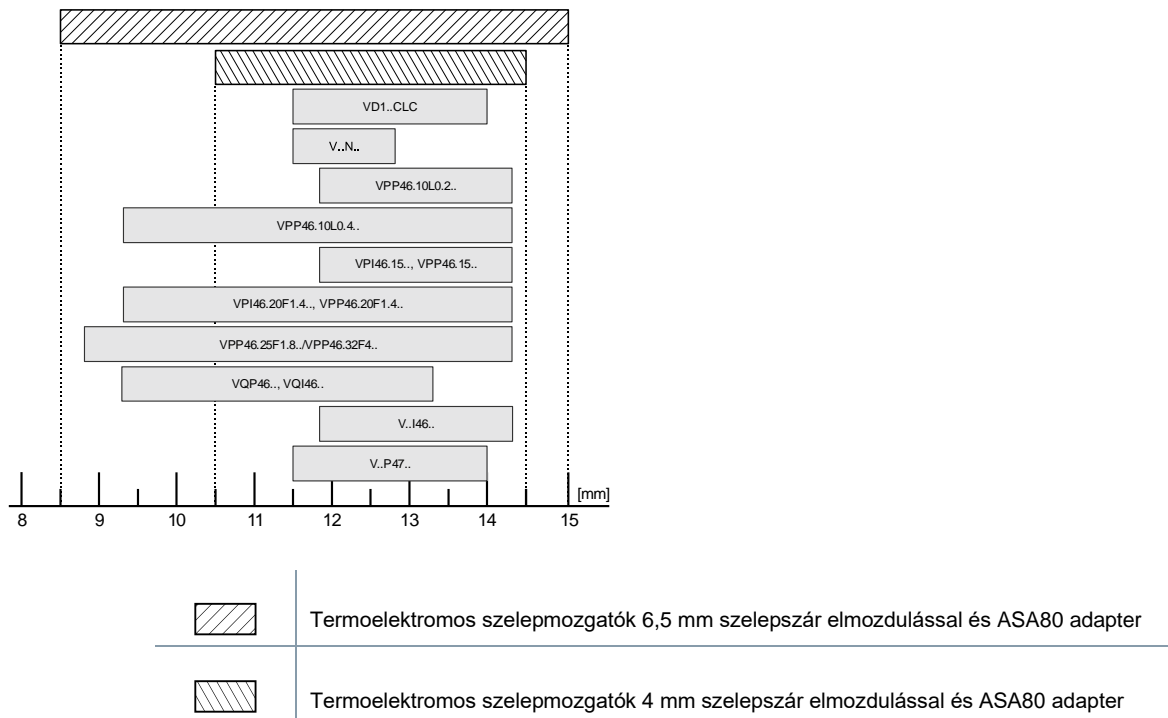 VD1..CLC
V..N..
VPP46.10L0.2..
VPP46.10L0.4..
VPI46.15.., VPP46.15..
VPI46.20F1.4.., VPP46.20F1.4..
VPP46.25F1.8../VPP46.32F4..
VQP46.., VQI46..
V..I46..
V..P47..
[mm]
8 9 10 11 12 13 14 15
Termoelektromos szelepmozgatók 6,5 mm szelepszár elmozdulással és ASA80 adapter
Termoelektromos szelepmozgatók 4 mm szelepszár elmozdulással és ASA80 adapter